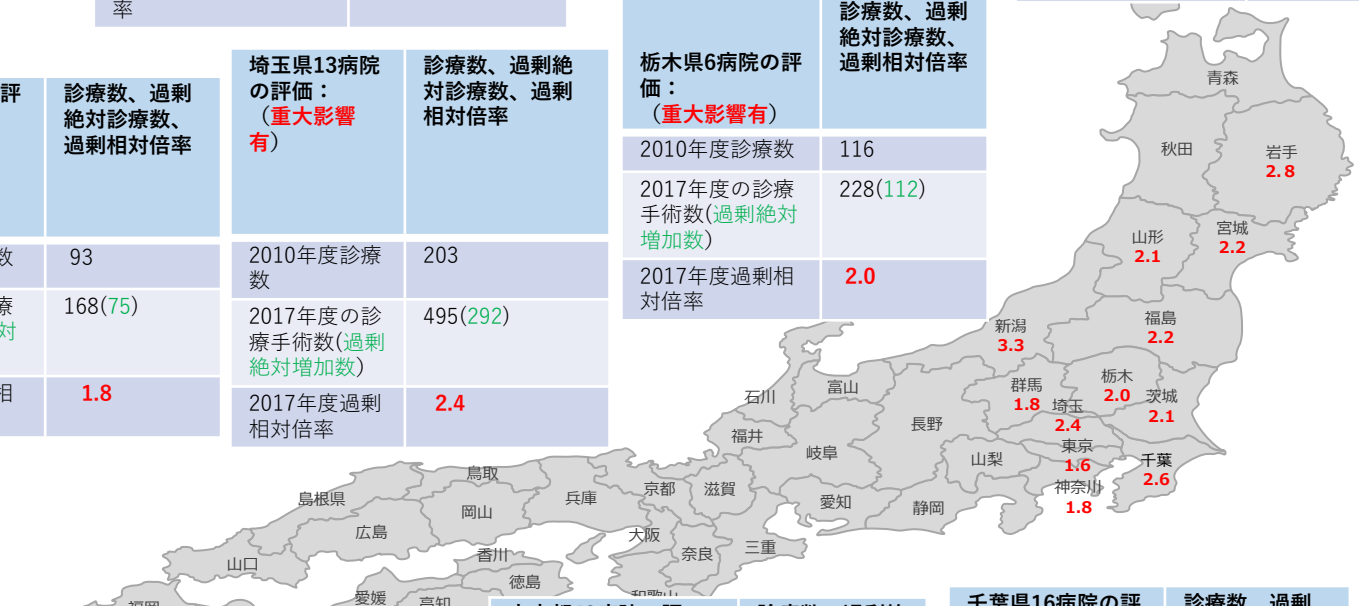 率
評
診療数、過剰
絶対診療数、
過剰相対倍率
数
93
療
対
168(75)
相
1.8
埼玉県13病院
の評価：
（重大影響
有）
診療数、過剰絶
対診療数、過剰
相対倍率
2010年度診療
数
203
2017年度の診
療手術数(過剰
絶対増加数)
495(292)
2017年度過剰
相対倍率
2.4
栃木県6病院の評
価：
（重大影響有）
診療数、過剰
絶対診療数、
過剰相対倍率
2010年度診療数
116
2017年度の診療
手術数(過剰絶対
増加数)
228(112)
2017年度過剰相
対倍率
2.0
青森
秋田
岩手
2.8
山形
2.1
宮城
2.2
新潟
3.3
福島
2.2
群馬
1.8
栃木
2.0
茨城
2.1
埼玉
2.4
東京
1.6
千葉
2.6
神奈川
1.8
石川
富山
福井
長野
岐阜
山梨
愛知
静岡
鳥取
島根県
岡山
兵庫
京都
滋賀
広島
大阪
奈良
三重
山口
香川
徳島
愛媛
高知
和歌山
福岡
千葉県16病院の評
診療数、過剰